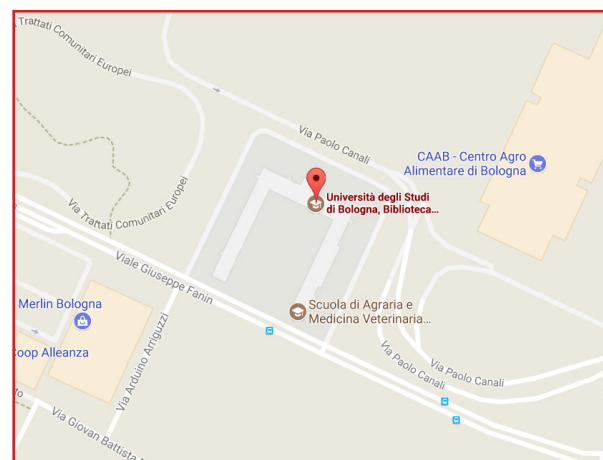 Trattati Comunitari Europei
Via Paolo Canali
CAAB - Centro Agro
Alimentare di Bologna
Università degli Studi
di Bologna, Biblioteca...
Via Trattati Comunitari Europei
Viale Giuseppe Fanin
Merlin Bologna
Scuola di Agraria e
Medicina Veterinaria...
Coop Alleanza
Via Arduino Arriguzzi
Via Paolo Canali
Via Paolo Canali
Via Giovan Battista